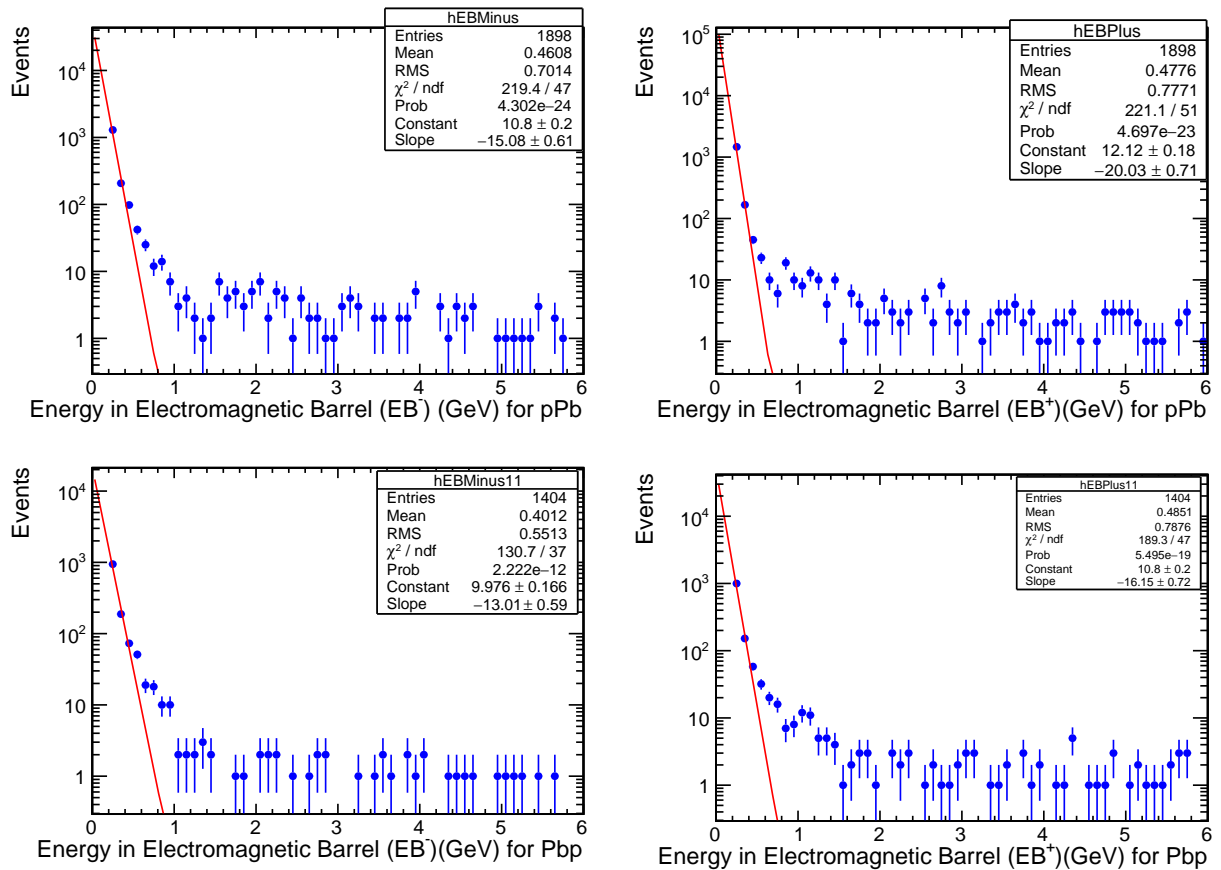 hEBMinus
Entries 1898
Mean 0.4608
RMS 0.7014
χ² / ndf 219.4 / 47
Prob 4.302e−24
Constant 10.8 ± 0.2
Slope −15.08 ± 0.61
Events
10⁴
10³
10²
10
1
0 1 2 3 4 5 6
Energy in Electromagnetic Barrel (EB⁻) (GeV) for pPb
hEBPlus
Entries 1898
Mean 0.4776
RMS 0.7771
χ² / ndf 221.1 / 51
Prob 4.697e−23
Constant 12.12 ± 0.18
Slope −20.03 ± 0.71
Events
10⁵
10⁴
10³
10²
10
1
0 1 2 3 4 5 6
Energy in Electromagnetic Barrel (EB⁺)(GeV) for pPb
hEBMinus11
Entries 1404
Mean 0.4012
RMS 0.5513
χ² / ndf 130.7 / 37
Prob 2.222e−12
Constant 9.976 ± 0.166
Slope −13.01 ± 0.59
Events
10⁴
10³
10²
10
1
0 1 2 3 4 5 6
Energy in Electromagnetic Barrel (EB⁻)(GeV) for Pbp
hEBPlus11
Entries 1404
Mean 0.4851
RMS 0.7876
χ² / ndf 189.3 / 47
Prob 5.495e−19
Constant 10.8 ± 0.2
Slope −16.15 ± 0.72
Events
10⁴
10³
10²
10
1
0 1 2 3 4 5 6
Energy in Electromagnetic Barrel (EB⁺)(GeV) for Pbp